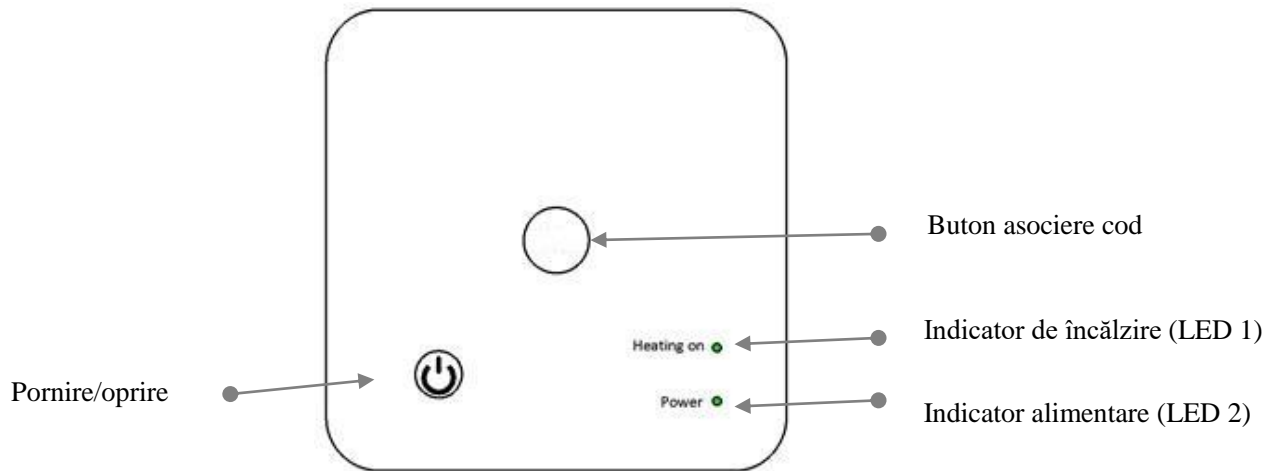 Buton asociere cod
Heating on
Indicator de încălzire (LED 1)
Pornire/oprire
Power
Indicator alimentare (LED 2)